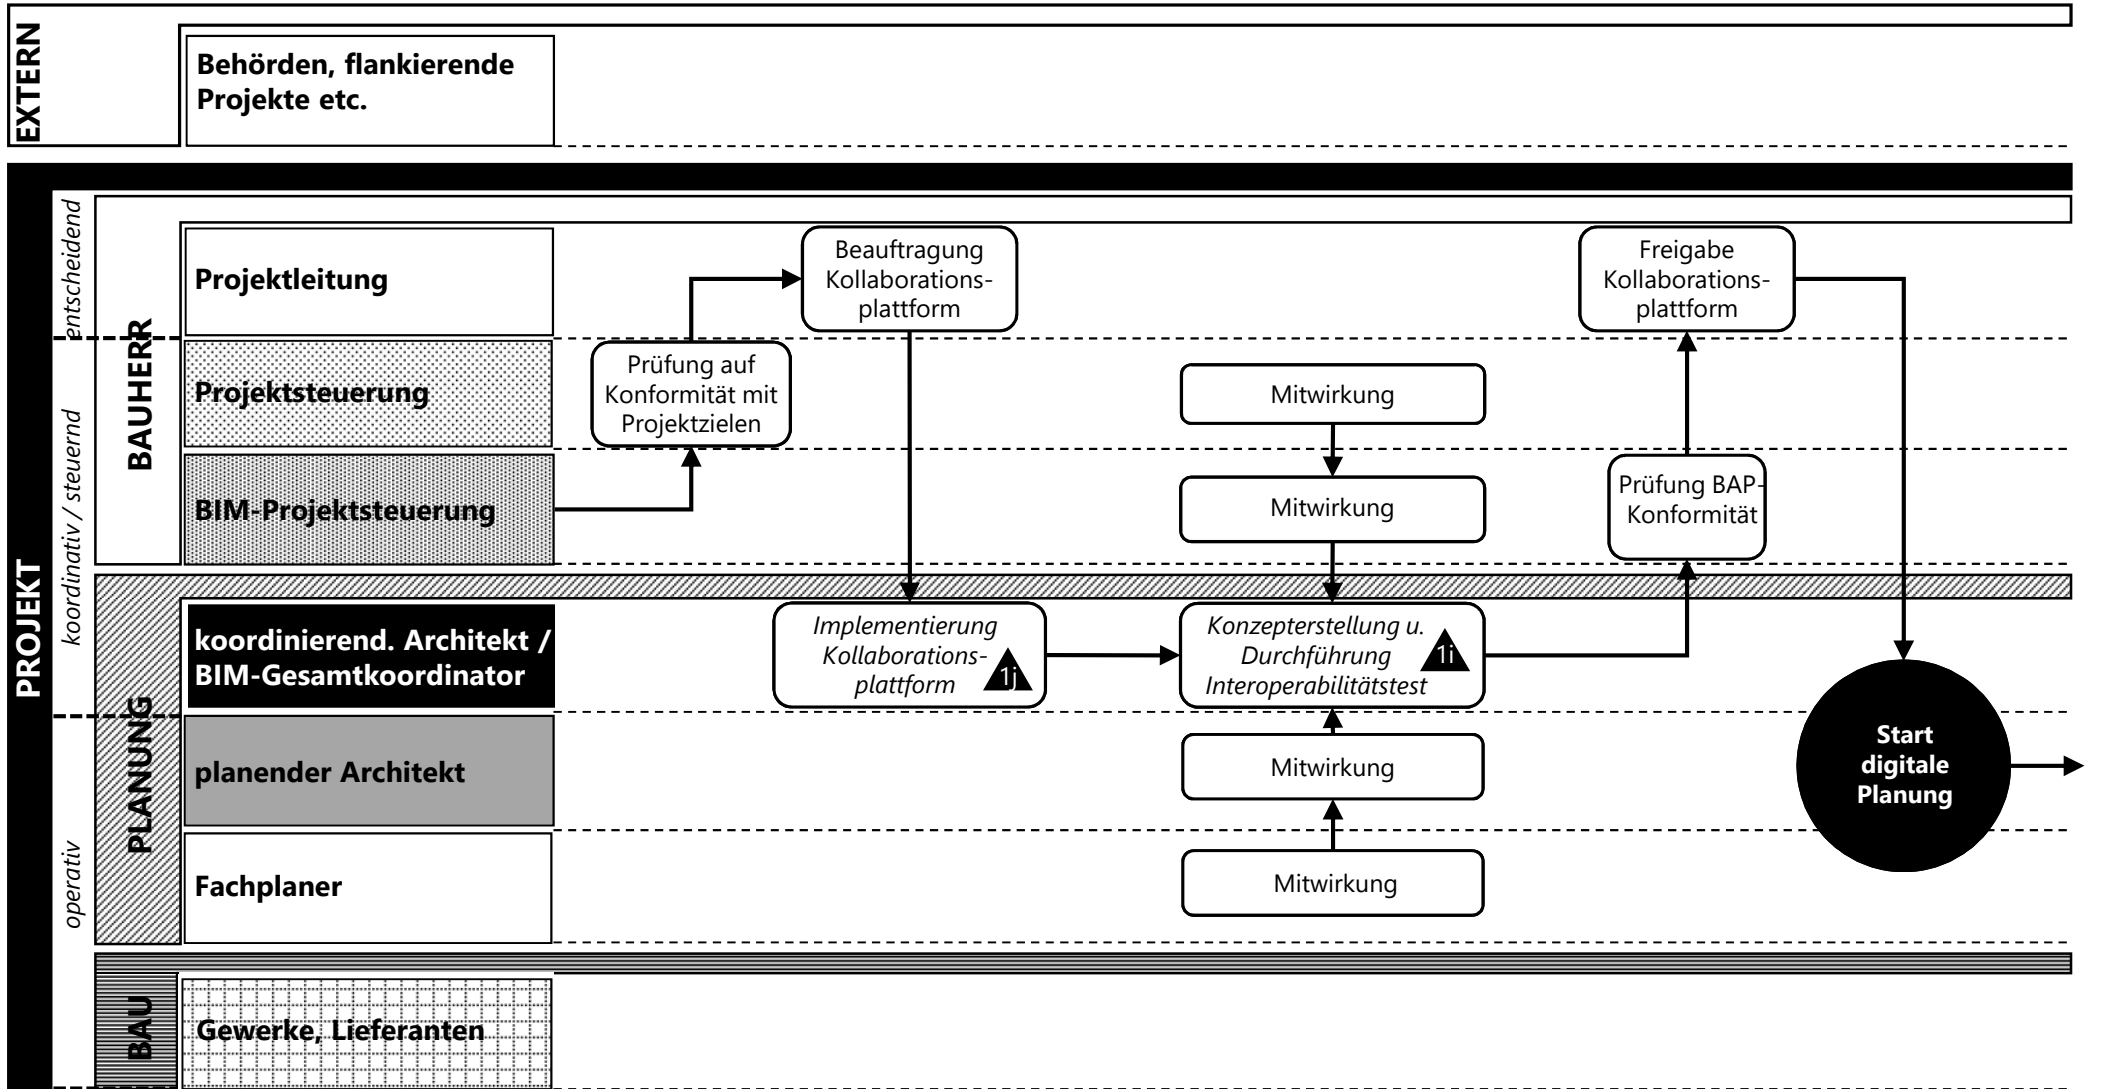 EXTERN
Behörden, flankierende
Projekte etc.
PROJEKT
entscheidend
koordinativ / steuernd
operativ
BAUHERR
Projektleitung
Beauftragung
Kollaborations-
plattform
Freigabe
Kollaborations-
plattform
Projektsteuerung
Prüfung auf
Konformität mit
Projektzielen
Mitwirkung
BIM-Projektsteuerung
Mitwirkung
Prüfung BAP-
Konformität
PLANUNG
koordinierend. Architekt /
BIM-Gesamtkoordinator
Implementierung
Kollaborations-
plattform
1j
Konzepterstellung u.
Durchführung
Interoperabilitätstest
1i
planender Architekt
Mitwirkung
Start
digitale
Planung
Fachplaner
Mitwirkung
BAU
Gewerke, Lieferanten